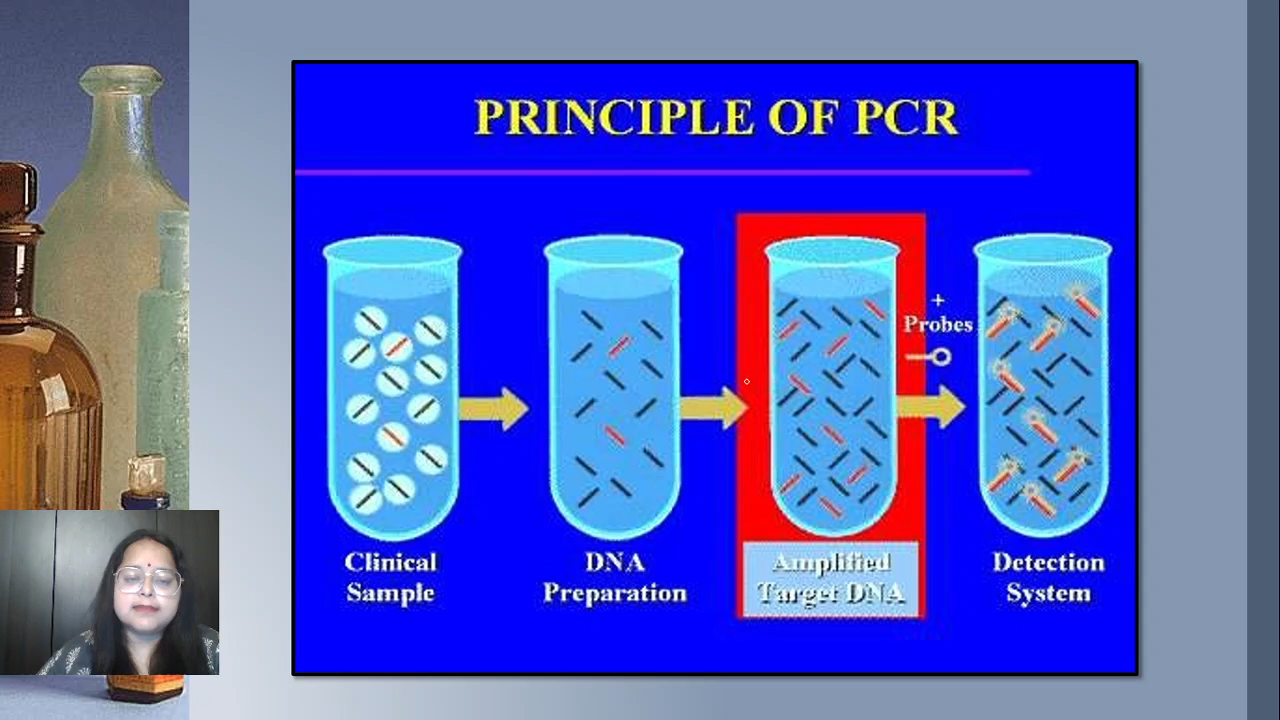 PRINCIPLE OF PCR
+
Probes
Clinical
Sample
DNA
Preparation
Amplified
Target DNA
Detection
System